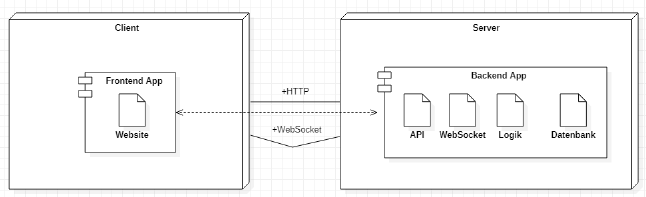 Client
Server
Frontend App
Website
+HTTP
+WebSocket
Backend App
API
WebSocket
Logik
Datenbank